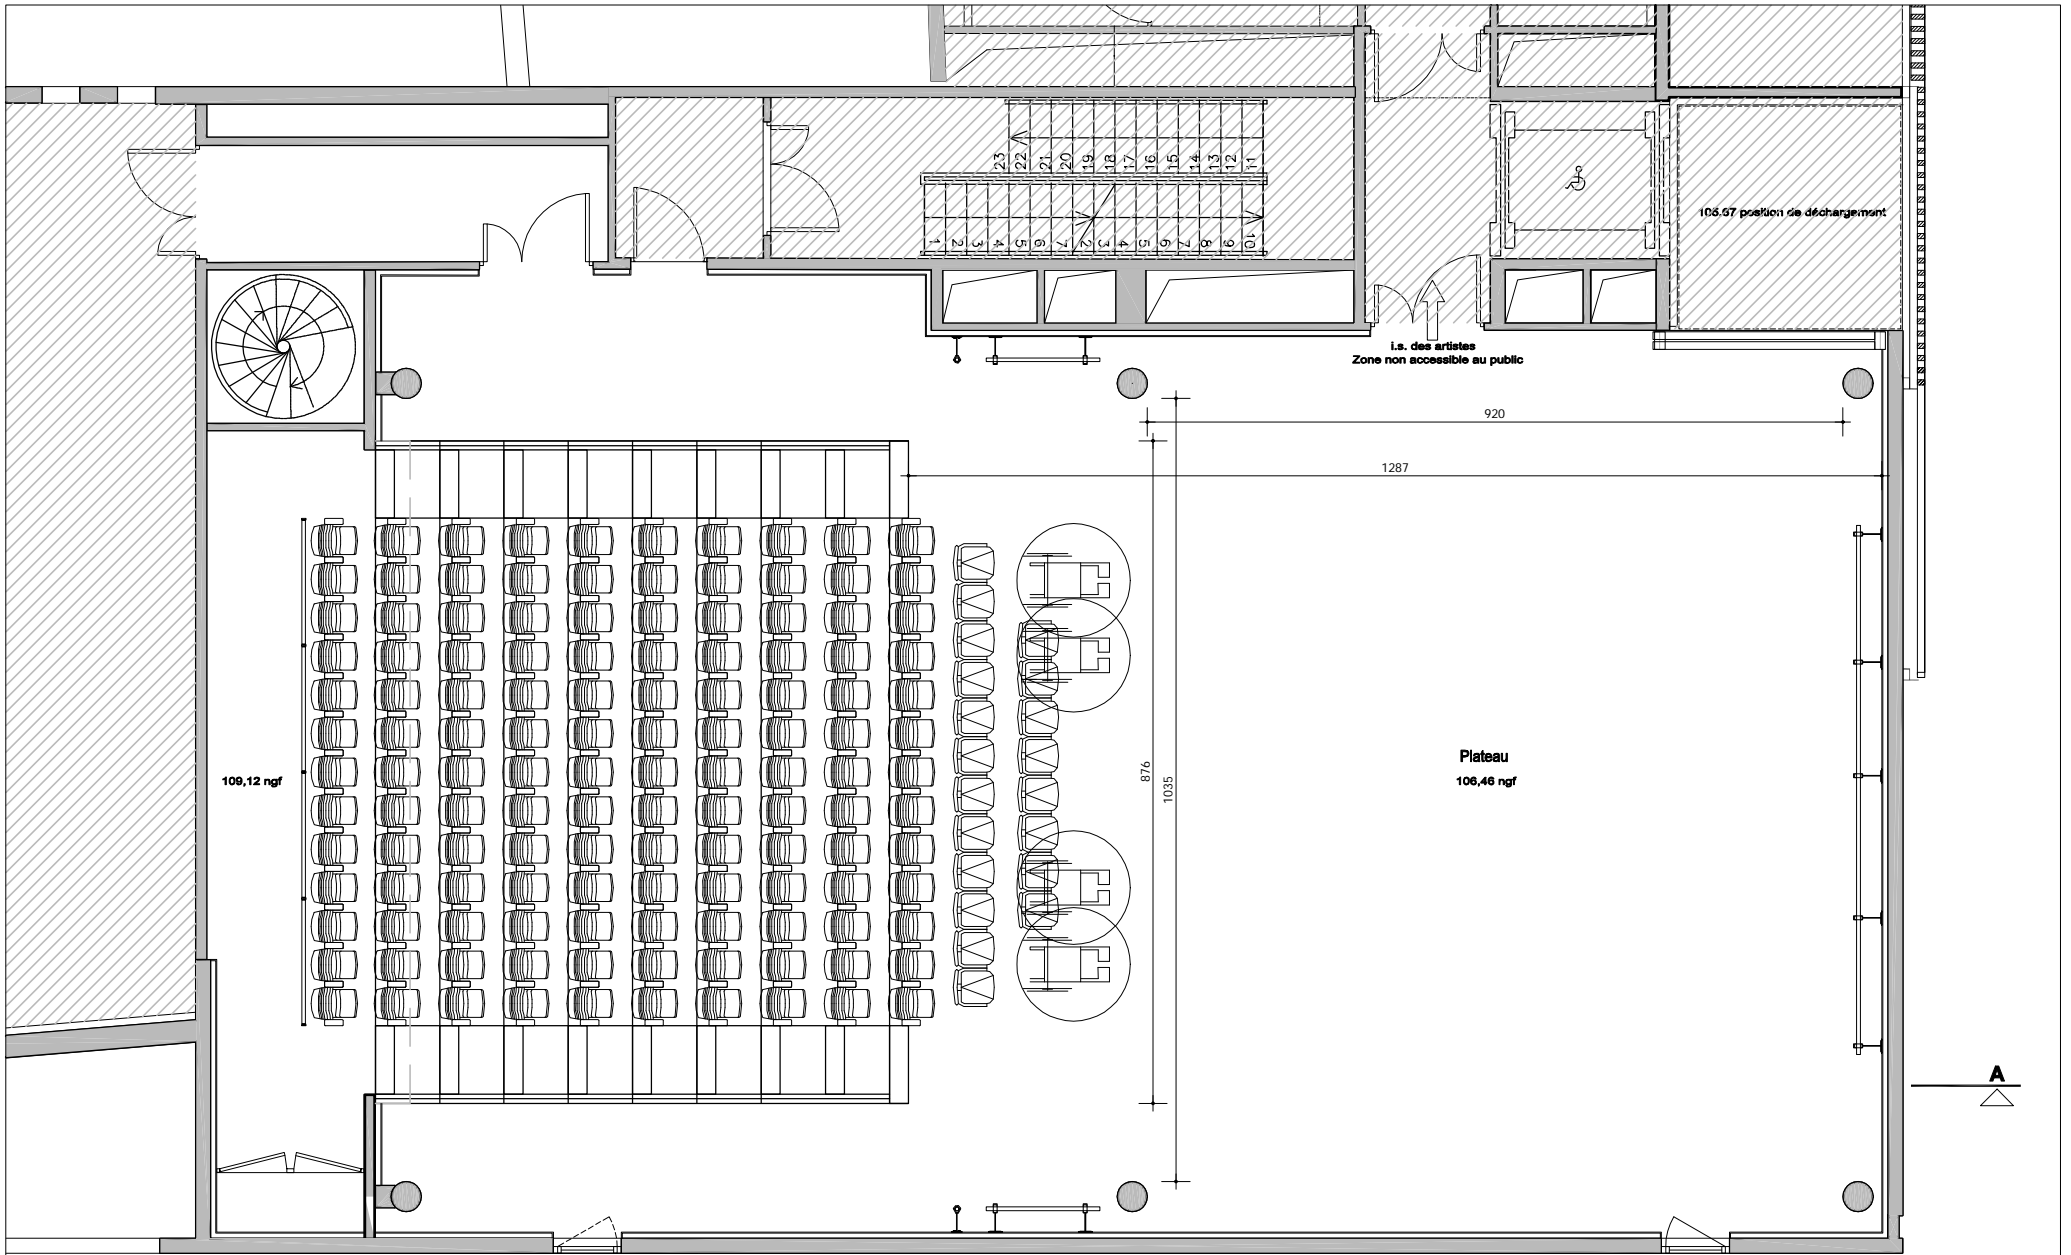 23 22 21 20 19 18 17 16 15 14 13 12 11
105.07 position de déchargement
1 2 3 4 5 6 7 2 3 4 5 6 7 8 9 10
i.s. des artistes
Zone non accessible au public
920
1287
Plateau
109,12 ngf
876
1035
106,46 ngf
A